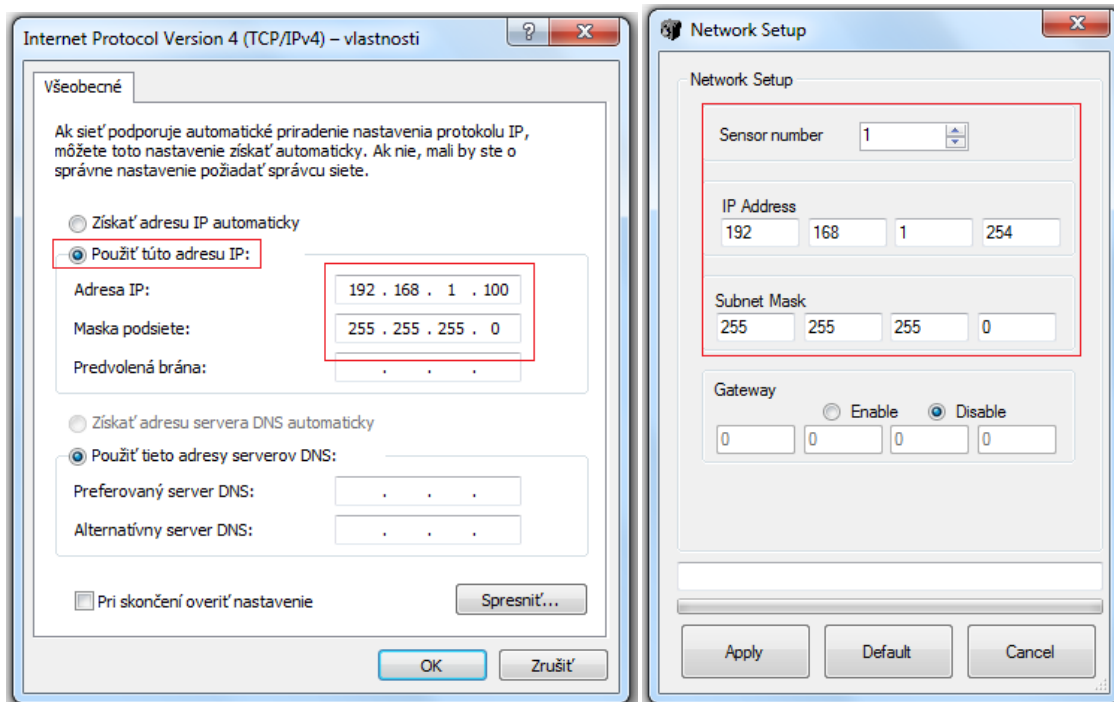 Internet Protocol Version 4 (TCP/IPv4) – vlastnosti
Všeobecné
Ak sieť podporuje automatické priradenie nastavenia protokolu IP,
môžete toto nastavenie získať automaticky. Ak nie, mali by ste o
správne nastavenie požiadať správcu siete.
Získať adresu IP automaticky
Použiť túto adresu IP:
Adresa IP: 192 . 168 . 1 . 100
Maska podsiete: 255 . 255 . 255 . 0
Predvolená brána: . . .
Získať adresu servera DNS automaticky
Použiť tieto adresy serverov DNS:
Preferovaný server DNS: . . .
Alternatívny server DNS: . . .
Pri skončení overiť nastavenie
Spresniť...
OK Zrušiť
Network Setup
Network Setup
Sensor number 1
IP Address
192 168 1 254
Subnet Mask
255 255 255 0
Gateway
Enable Disable
0 0 0 0
Apply Default Cancel